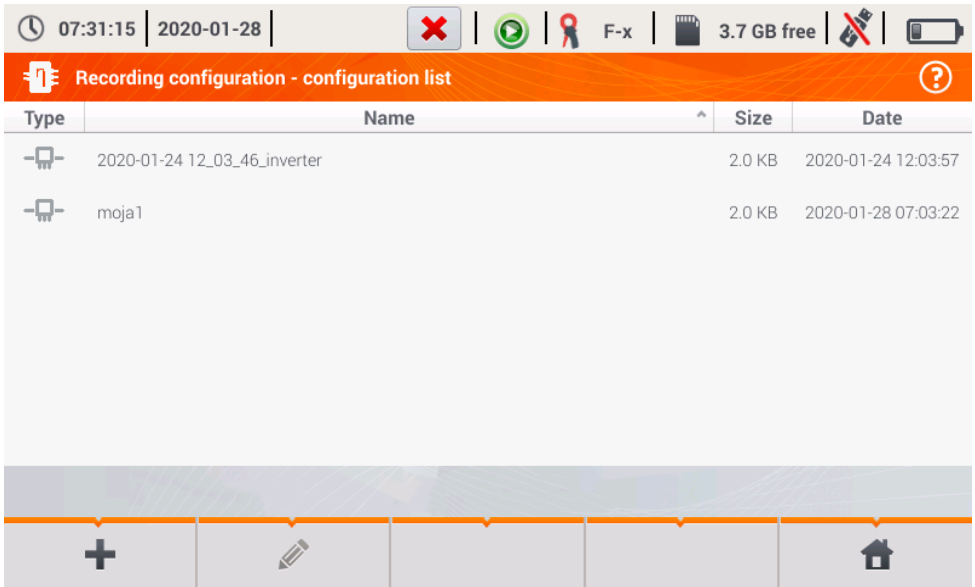 07:31:15 2020-01-28 F-x 3.7 GB free
Recording configuration - configuration list ?
Type Name Size Date
2020-01-24 12_03_46_inverter 2.0 KB 2020-01-24 12:03:57
moja1 2.0 KB 2020-01-28 07:03:22